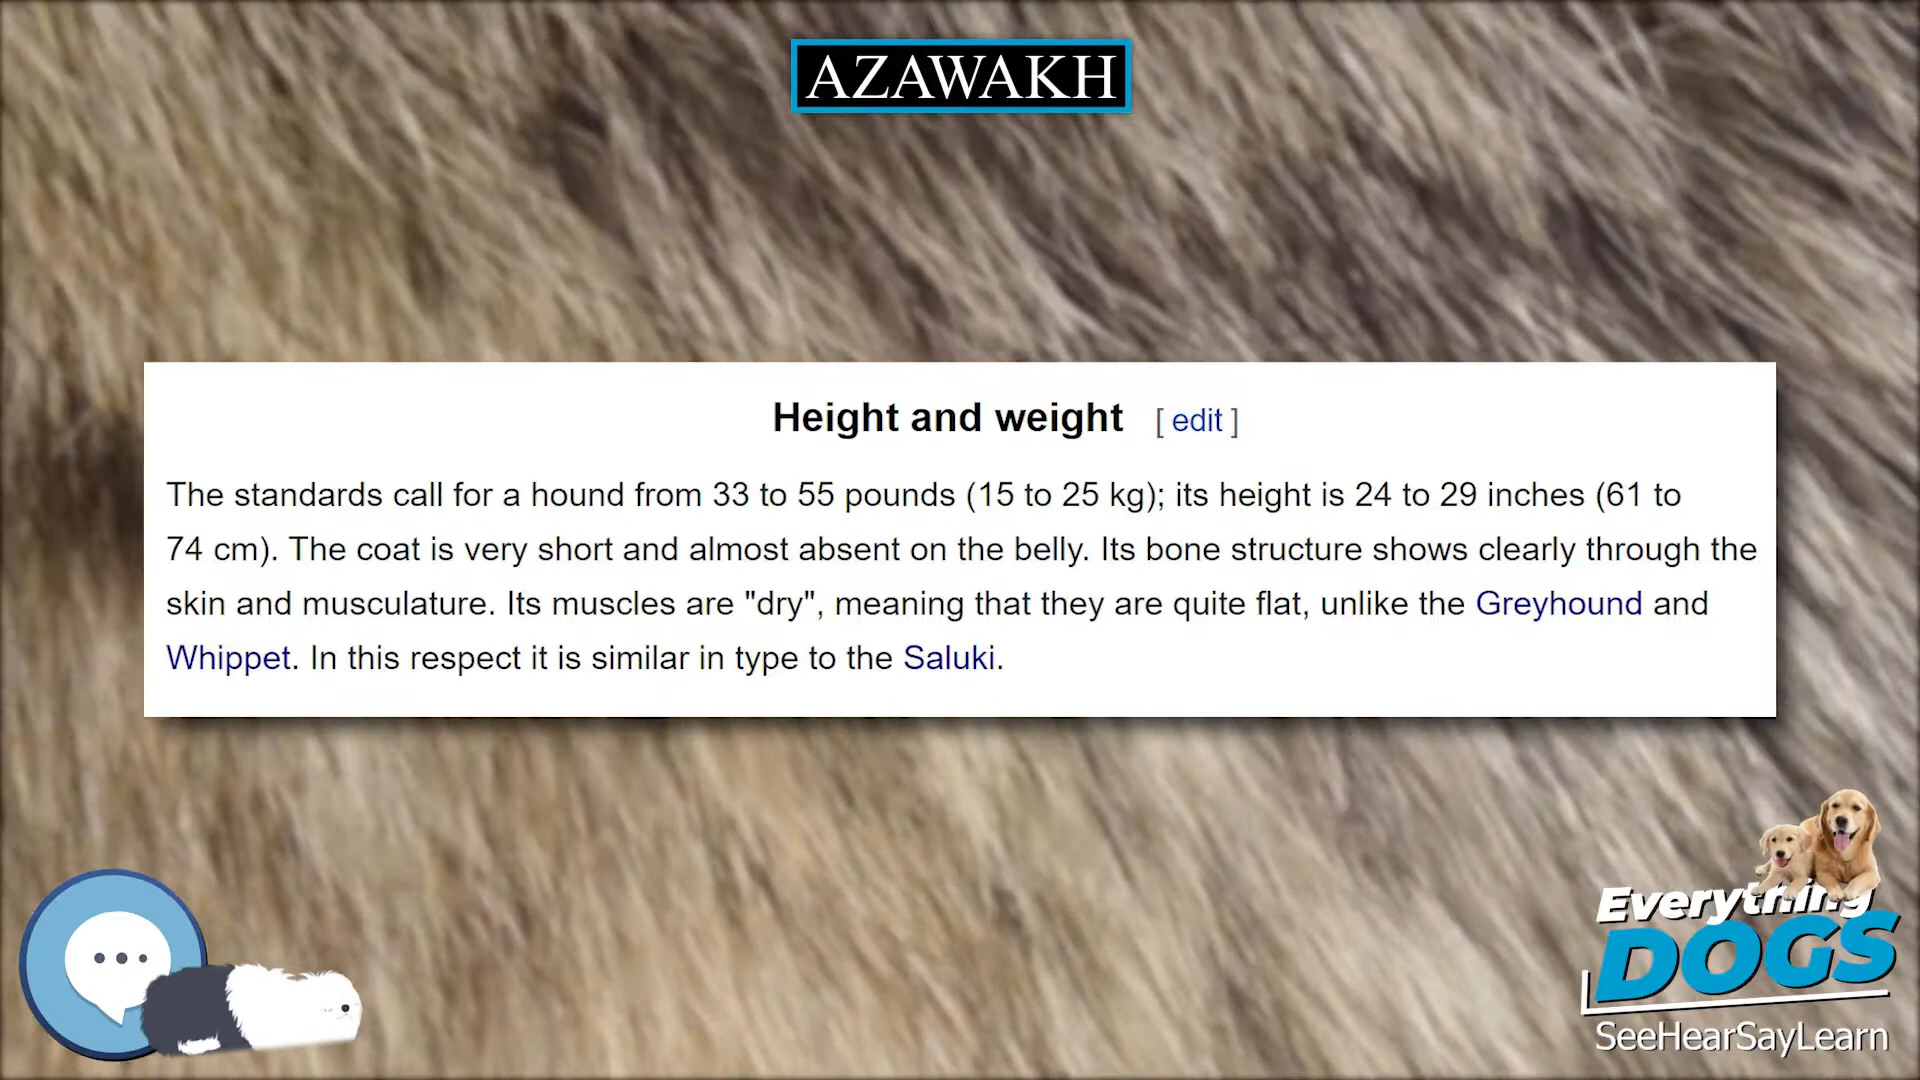 AZAWAKH
Height and weight [ edit ]
The standards call for a hound from 33 to 55 pounds (15 to 25 kg); its height is 24 to 29 inches (61 to
74 cm). The coat is very short and almost absent on the belly. Its bone structure shows clearly through the
skin and musculature. Its muscles are "dry", meaning that they are quite flat, unlike the Greyhound and
Whippet. In this respect it is similar in type to the Saluki.
Everything
DOGS
SeeHearSayLearn